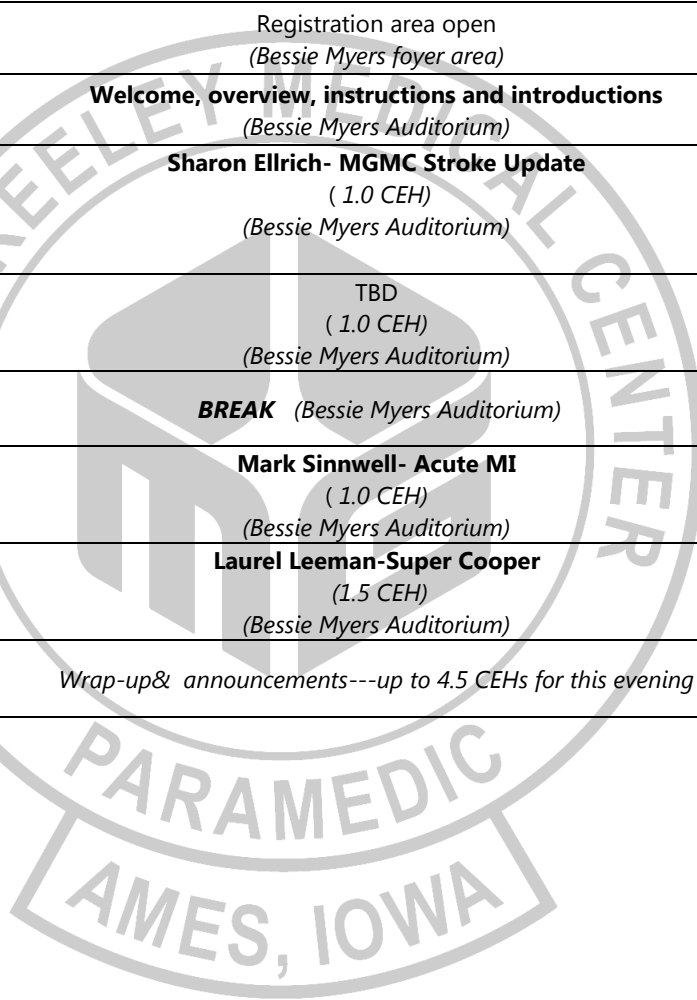 Registration area open
(Bessie Myers foyer area)
Welcome, overview, instructions and introductions
(Bessie Myers Auditorium)
Sharon Ellrich- MGMC Stroke Update
( 1.0 CEH)
(Bessie Myers Auditorium)
TBD
( 1.0 CEH)
(Bessie Myers Auditorium)
BREAK (Bessie Myers Auditorium)
Mark Sinnwell- Acute MI
( 1.0 CEH)
(Bessie Myers Auditorium)
Laurel Leeman-Super Cooper
(1.5 CEH)
(Bessie Myers Auditorium)
Wrap-up& announcements---up to 4.5 CEHs for this evening
MEDICAL CENTER
PARAMEDIC
AMES, IOWA